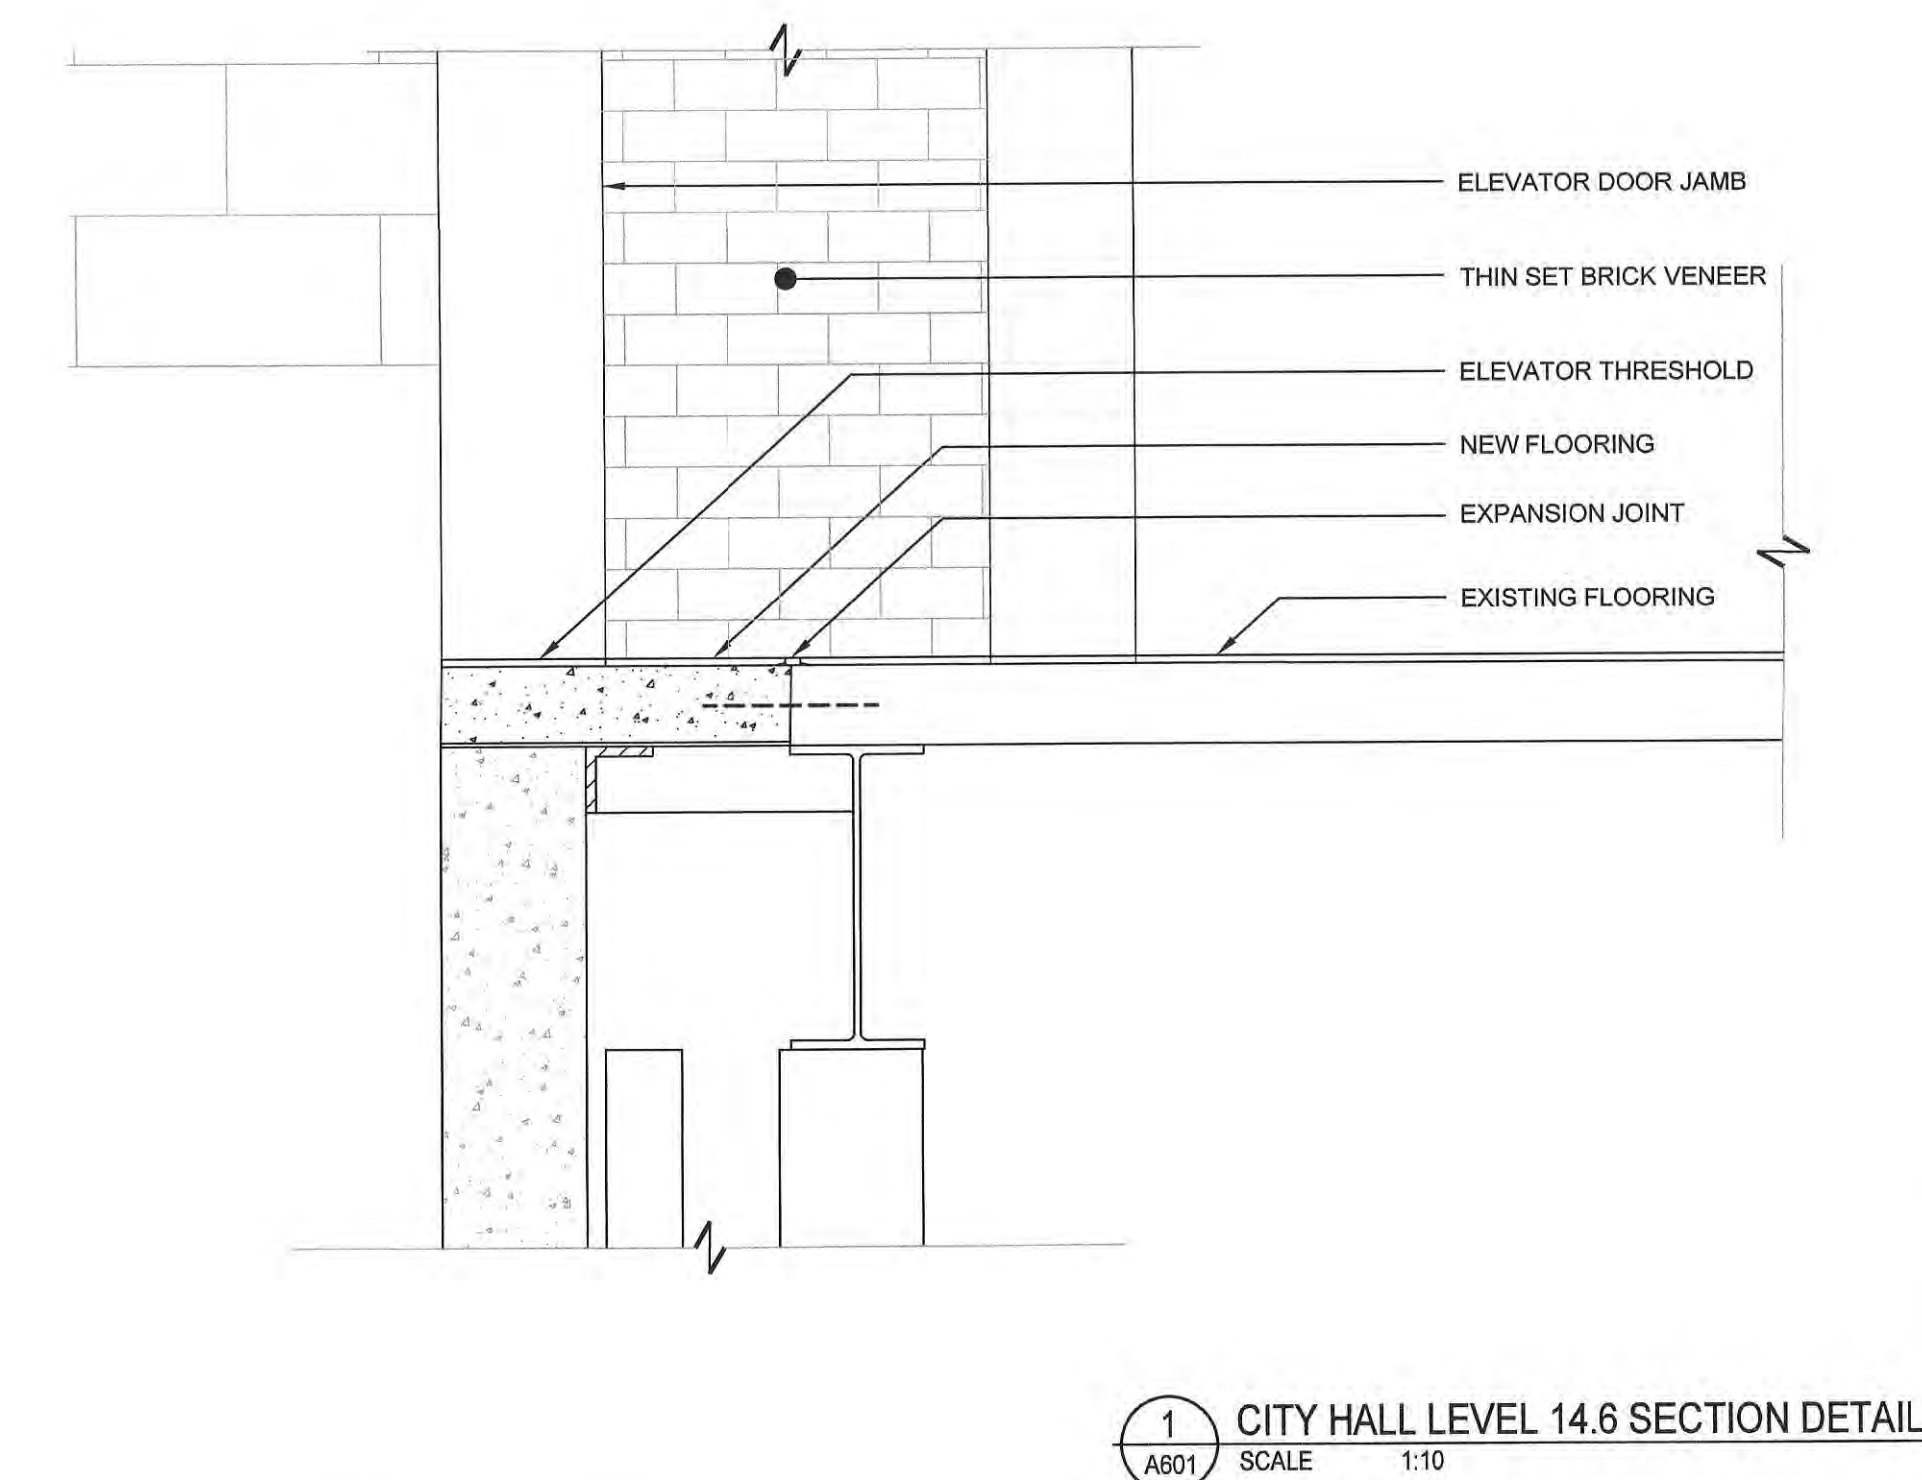 ELEVATOR DOOR JAMB
THIN SET BRICK VENEER
ELEVATOR THRESHOLD
NEW FLOORING
EXPANSION JOINT
EXISTING FLOORING
1
A601
CITY HALL LEVEL 14.6 SECTION DETAIL
SCALE 1:10